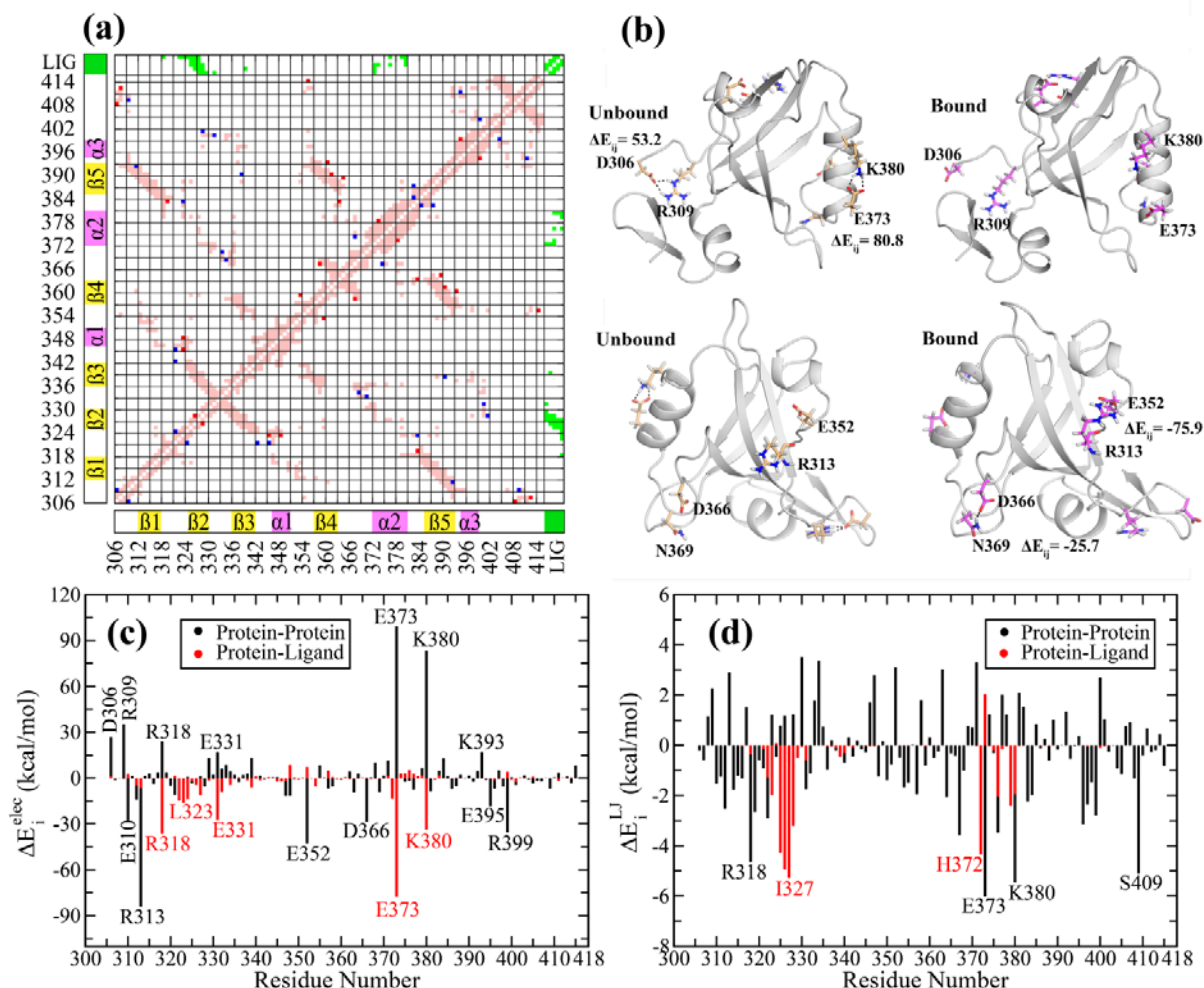 (a)
LIG
414
408
402
396
390
384
378
372
366
360
354
348
342
336
330
324
318
312
306
α3
β5
α2
β4
α1
β3
β2
β1
β1 β2 β3 α1 β4 α2 β5 α3
306 312 318 324 330 336 342 348 354 360 366 372 378 384 390 396 402 408 414 LIG
(b)
Unbound
ΔEij= 53.2
D306
R309
K380
E373
ΔEij= 80.8
Bound
D306
R309
K380
E373
Unbound
E352
R313
D366
N369
Bound
E352
ΔEij= -75.9
R313
D366
N369 ΔEij= -25.7
(c)
Protein-Protein
Protein-Ligand
ΔEi elec (kcal/mol)
120
90
60
30
0
-30
-60
-90
D306
R309
R318
E331
E373
K380
K393
E310
R313
R318
L323
E331
E352
D366
E373
K380
E395
R399
300 310 320 330 340 350 360 370 380 390 400 410 418
Residue Number
(d)
Protein-Protein
Protein-Ligand
ΔEi LJ (kcal/mol)
6
4
2
0
-2
-4
-6
-8
R318
I327
H372
E373
K380
S409
300 310 320 330 340 350 360 370 380 390 400 410 418
Residue Number